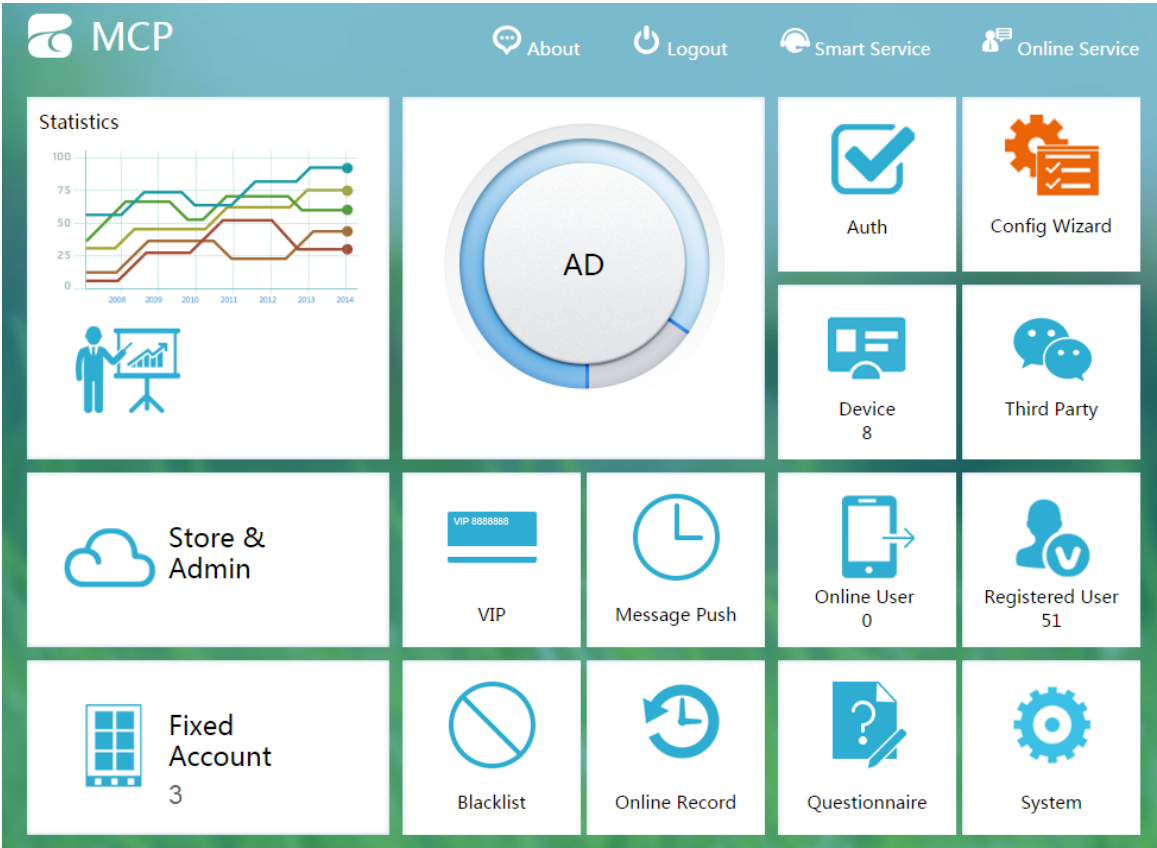 MCP
About
Logout
Smart Service
Online Service
Statistics
100
75
50
25
0
2008 2009 2010 2011 2012 2013 2014
AD
Auth
Config Wizard
Device
8
Third Party
Store &
Admin
VIP 8888888
VIP
Message Push
Online User
0
Registered User
51
V
Fixed
Account
3
Blacklist
Online Record
?
Questionnaire
System